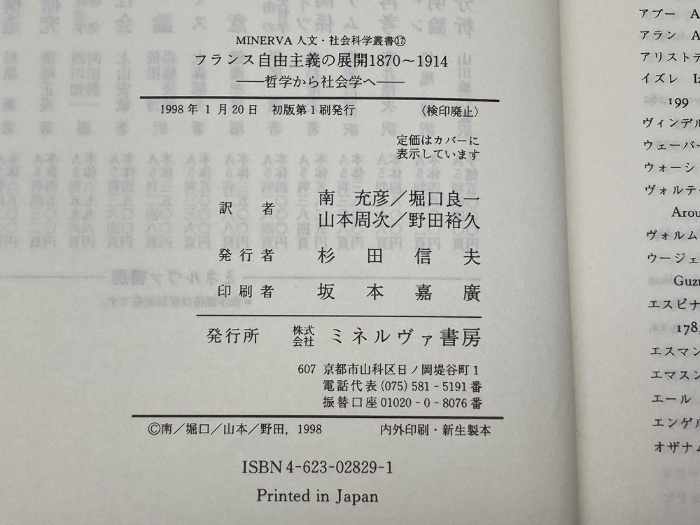 MINERVA 人文・社会科学叢書⑰
フランス自由主義の展開1870〜1914
——哲学から社会学へ——
1998年1月20日 初版第1刷発行 〈検印廃止〉
定価はカバーに
表示しています
訳者 南 充彦/堀口良一
山本周次/野田裕久
発行者 杉田信夫
印刷者 坂本嘉廣
発行所 株式会社 ミネルヴァ書房
607 京都市山科区日ノ岡堤谷町1
電話代表(075)581-5191番
振替口座01020-0-8076番
©南/堀口/山本/野田, 1998 内外印刷・新生製本
ISBN4-623-02829-1
Printed in Japan
アブー A
アラン A
アリスト
イズレ
199
ヴィンデル
ウェーバー
ウォーシ
ヴォルテ
Arou
ヴォルム
ウージェ
Guz
エスピナ
178,
エスマン
エマスン
エール
エンゲル
オザナム